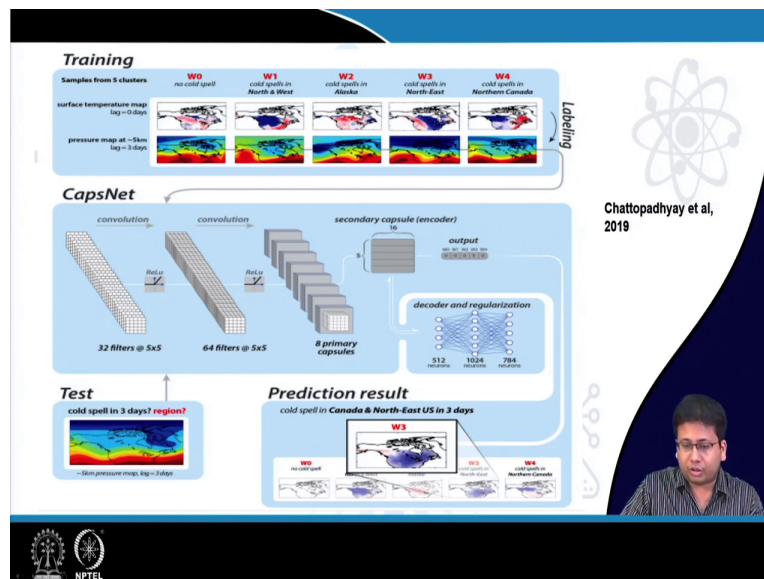 Training
Samples from 5 clusters
W0
no cold spell
W1
cold spells in
North & West
W2
cold spells in
Alaska
W3
cold spells in
North-East
W4
cold spells in
Northern Canada
surface temperature map
lag = 0 days
pressure map at ~5km
lag = 3 days
Labeling
CapsNet
convolution
convolution
secondary capsule (encoder)
16
5
output
ReLu
ReLu
32 filters @ 5x5
64 filters @ 5x5
8 primary
capsules
decoder and regularization
512
neurons
1024
neurons
784
neurons
Chattopadhyay et al,
2019
Test
cold spell in 3 days? region?
~5km pressure map, lag = 3 days
Prediction result
cold spell in Canada & North-East US in 3 days
W3
W0
no cold spell
W3
cold spells in
North-East
W4
cold spells in
Northern Canada
NPTEL